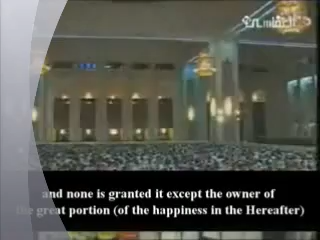 and none is granted it except the owner of
the great portion (of the happiness in the Hereafter)